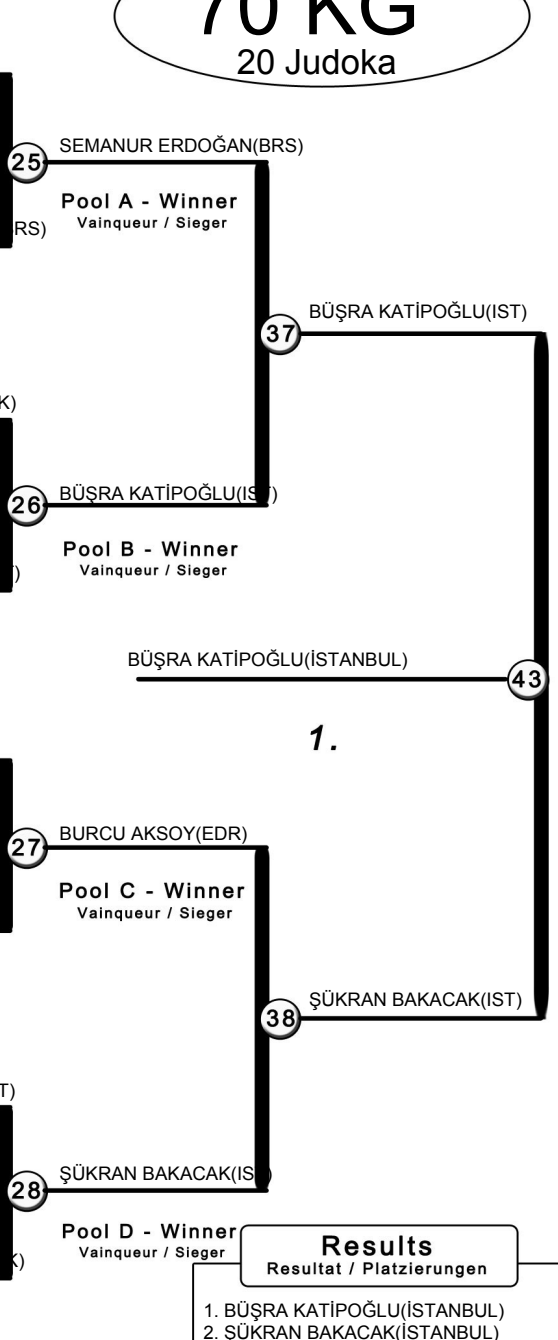 70 KG
20 Judoka
25
SEMANUR ERDOĞAN(BRS)
Pool A - Winner
Vainqueur / Sieger
RS)
37
BÜŞRA KATİPOĞLU(IST)
K)
26
BÜŞRA KATİPOĞLU(IST)
Pool B - Winner
Vainqueur / Sieger
)
BÜŞRA KATİPOĞLU(İSTANBUL)
43
1.
27
BURCU AKSOY(EDR)
Pool C - Winner
Vainqueur / Sieger
38
ŞÜKRAN BAKACAK(IST)
T)
28
ŞÜKRAN BAKACAK(IST)
Pool D - Winner
Vainqueur / Sieger
K)
Results
Resultat / Platzierungen
1. BÜŞRA KATİPOĞLU(İSTANBUL)
2. ŞÜKRAN BAKACAK(İSTANBUL)